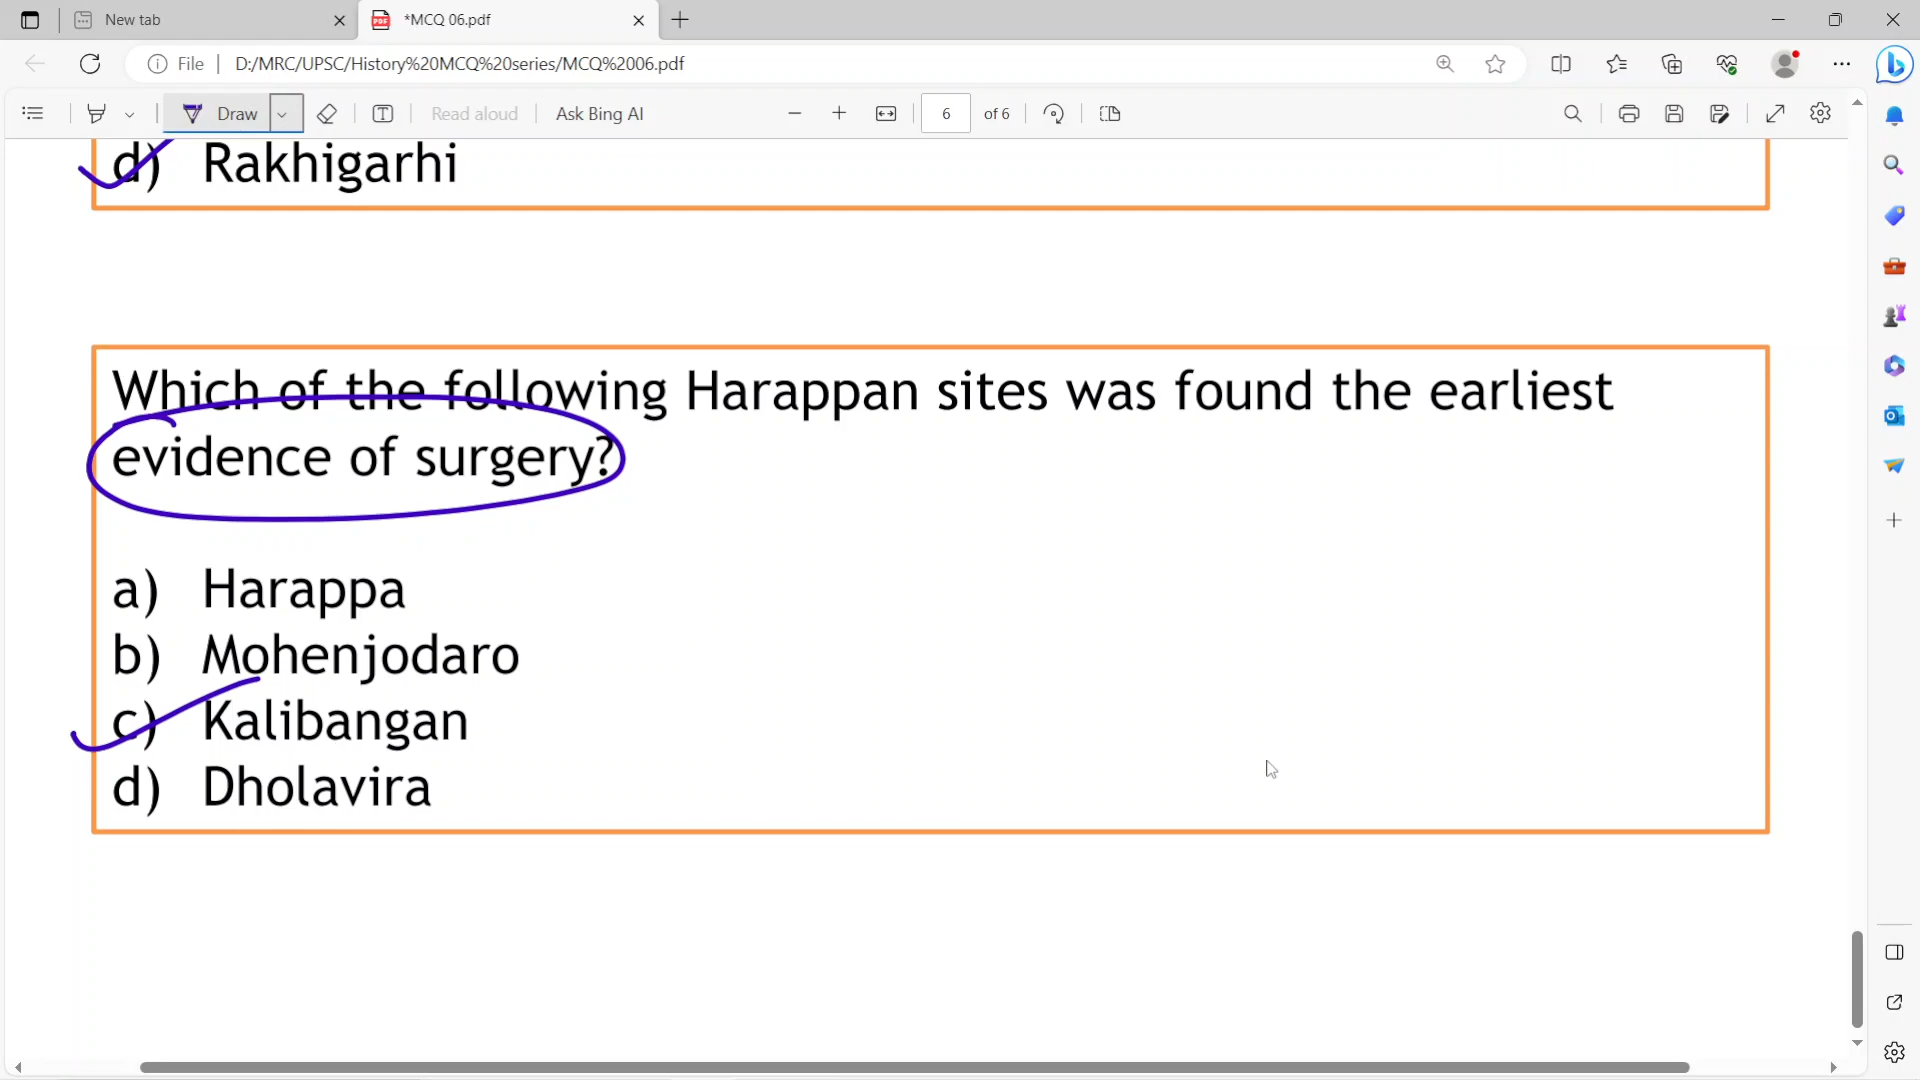 New tab
*MCQ 06.pdf
File
D:/MRC/UPSC/History%20MCQ%20series/MCQ%2006.pdf
Draw
Read aloud
Ask Bing AI
6 of 6
d) Rakhigarhi
Which of the following Harappan sites was found the earliest
evidence of surgery?
a) Harappa
b) Mohenjodaro
c) Kalibangan
d) Dholavira